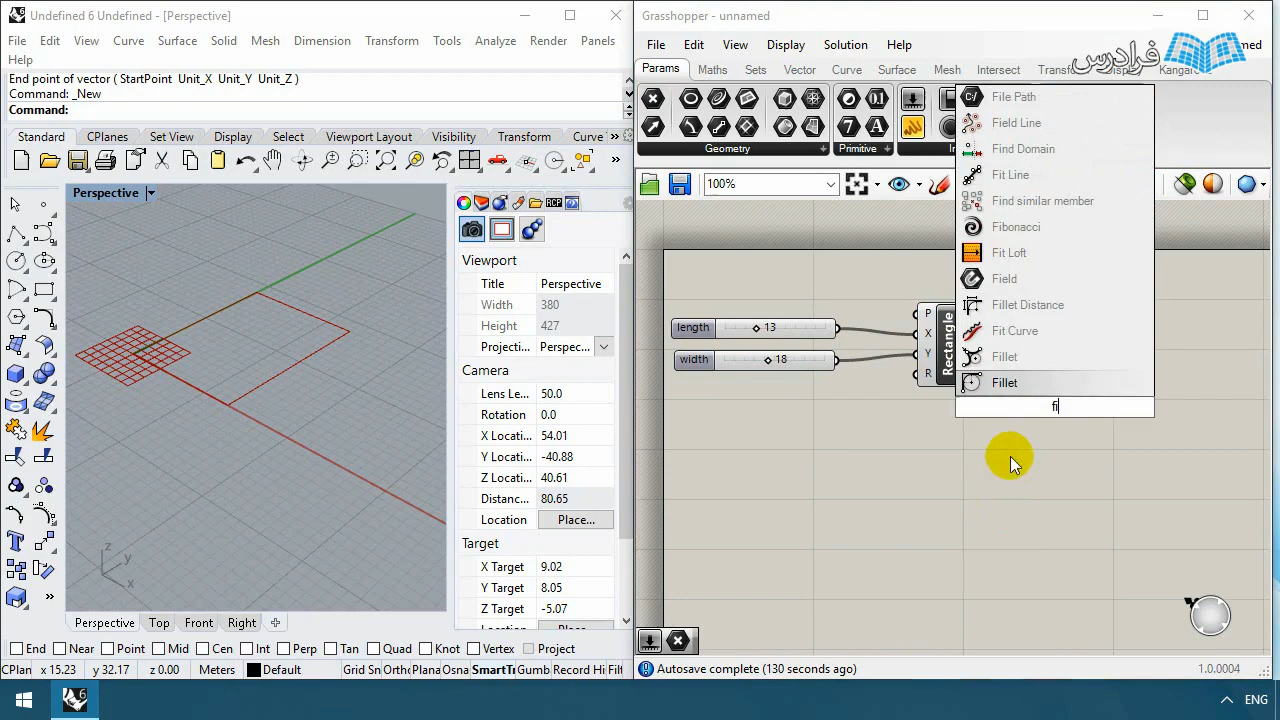 Undefined 6 Undefined - [Perspective]
File Edit View Curve Surface Solid Mesh Dimension Transform Tools Analyze Render Panels
Help
End point of vector ( StartPoint Unit_X Unit_Y Unit_Z )
Command: _New
Command:
Standard CPlanes Set View Display Select Viewport Layout Visibility Transform Curve
Perspective
z
y
x
RCP
Viewport
Title Perspective
Width 380
Height 427
Projecti... Perspec...
Camera
Lens Le... 50.0
Rotation 0.0
X Locati... 54.01
Y Locati... -40.88
Z Locati... 40.61
Distanc... 80.65
Location Place...
Target
X Target 9.02
Y Target 8.05
Z Target -5.07
Perspective Top Front Right
End Near Point Mid Cen Int Perp Tan Quad Knot Vertex Project
CPlan x 15.23 y 32.17 z 0.00 Meters Default Grid Sn Ortho Plana Osna SmartTr Gumb Record Hi Filt
Grasshopper - unnamed
File Edit View Display Solution Help
فرادرس
Params Maths Sets Vector Curve Surface Mesh Intersect
Geometry
Primitive
100%
File Path
Field Line
Find Domain
Fit Line
Find similar member
Fibonacci
Fit Loft
Field
Fillet Distance
Fit Curve
Fillet
Fillet
fi
length 13
width 18
P
X
Y
R
Rectangle
Autosave complete (130 seconds ago)
1.0.0004
ENG